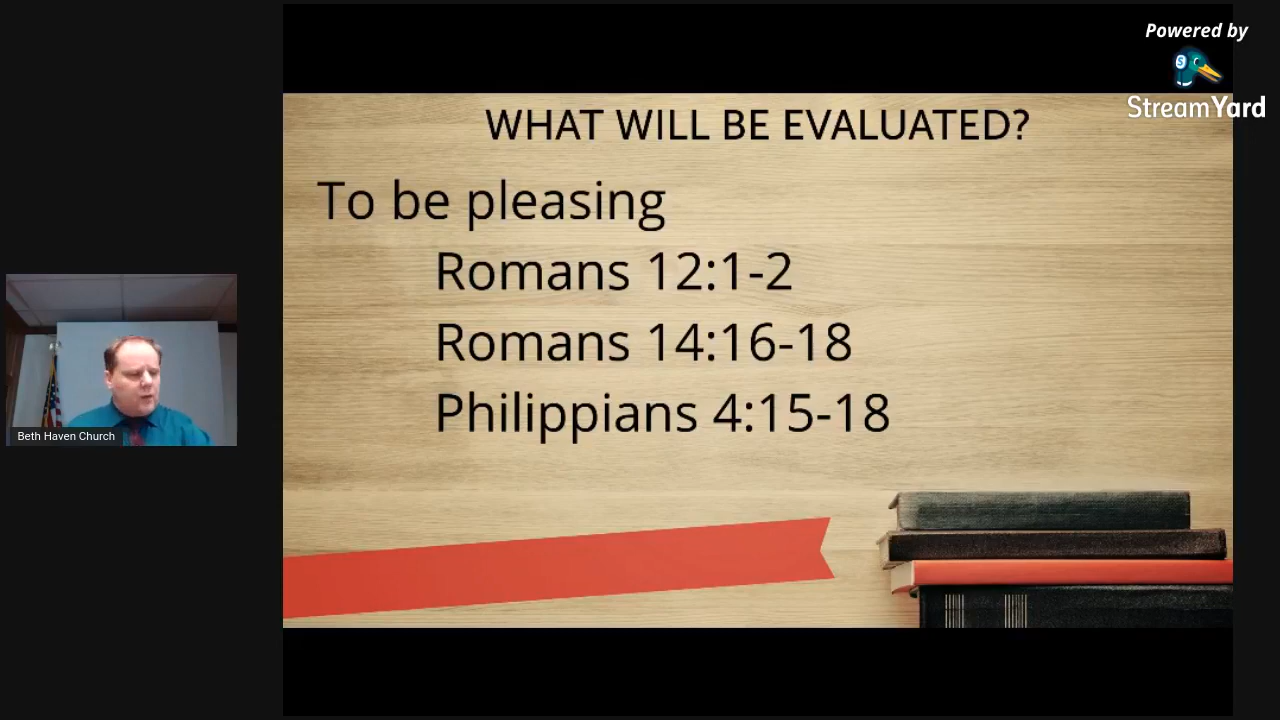 Powered by
StreamYard
WHAT WILL BE EVALUATED?
To be pleasing
Romans 12:1-2
Romans 14:16-18
Philippians 4:15-18
Beth Haven Church